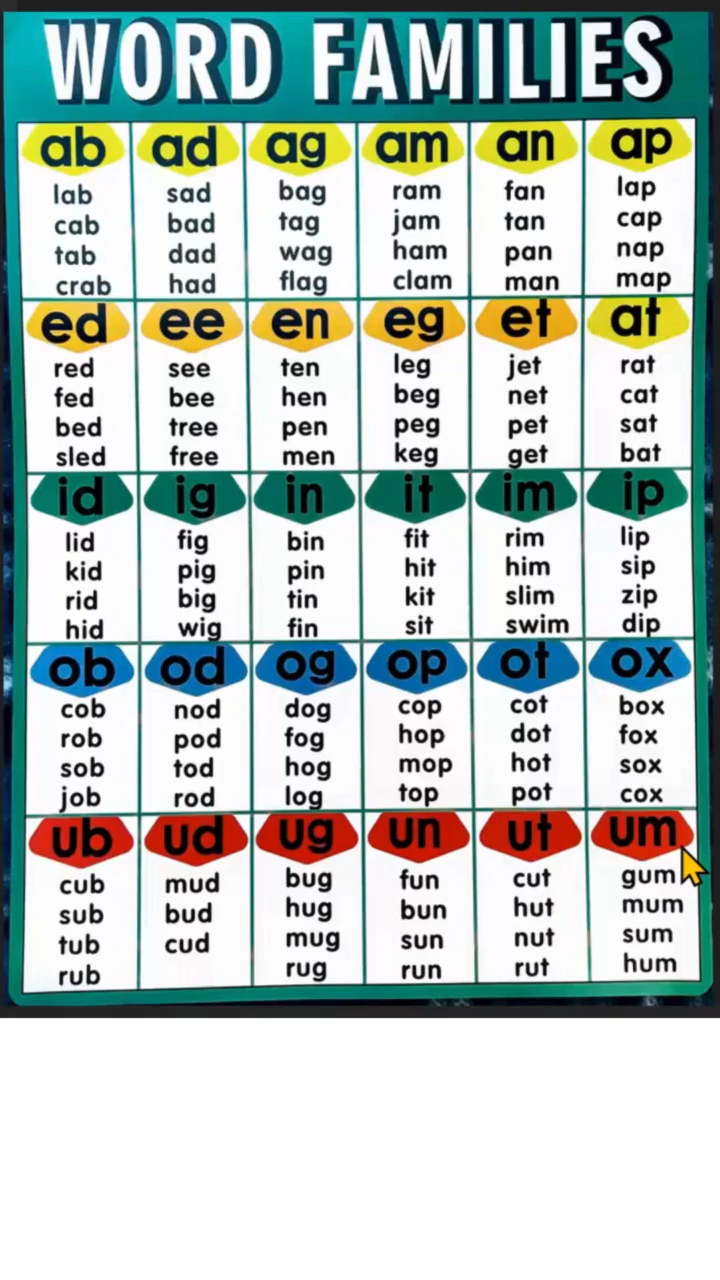 WORD FAMILIES
ab ad ag am an ap
lab sad bag ram fan lap
cab bad tag jam tan cap
tab dad wag ham pan nap
crab had flag clam man map
ed ee en eg et at
red see ten leg jet rat
fed bee hen beg net cat
bed tree pen peg pet sat
sled free men keg get bat
id ig in it im ip
lid fig bin fit rim lip
kid pig pin hit him sip
rid big tin kit slim zip
hid wig fin sit swim dip
ob od og op ot ox
cob nod dog cop cot box
rob pod fog hop dot fox
sob tod hog mop hot sox
job rod log top pot cox
ub ud ug un ut um
cub mud bug fun cut gum
sub bud hug bun hut mum
tub cud mug sun nut sum
rub rug run rut hum